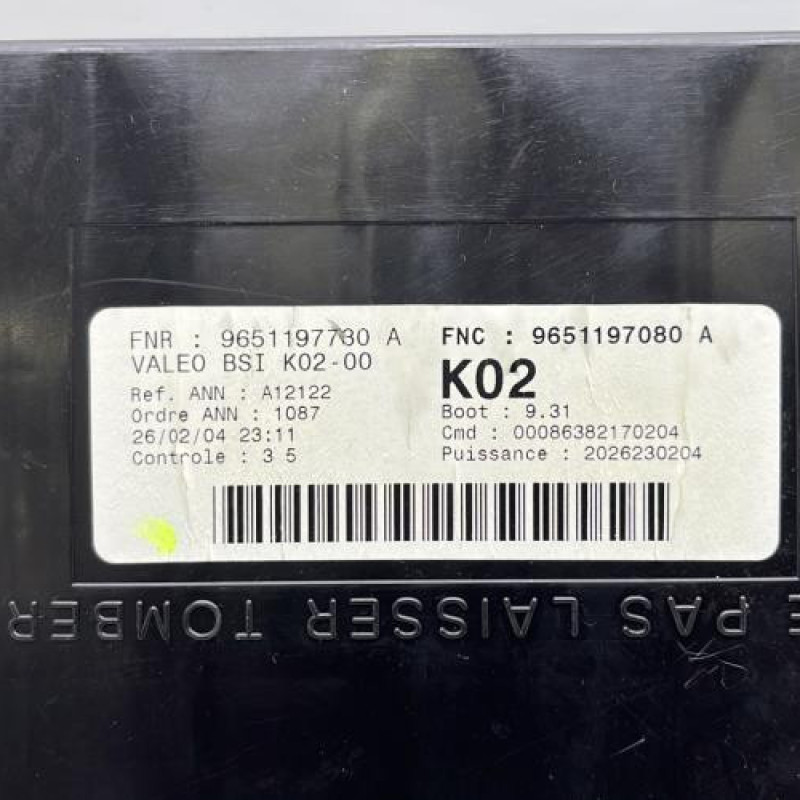 FNR : 9651197730 A
VALEO BSI K02-00
Ref. ANN : A12122
Ordre ANN : 1087
26/02/04 23:11
Controle : 3 5
FNC : 9651197080 A
K02
Boot : 9.31
Cmd : 00086382170204
Puissance : 2026230204
E PAS LAISSER TOMBER